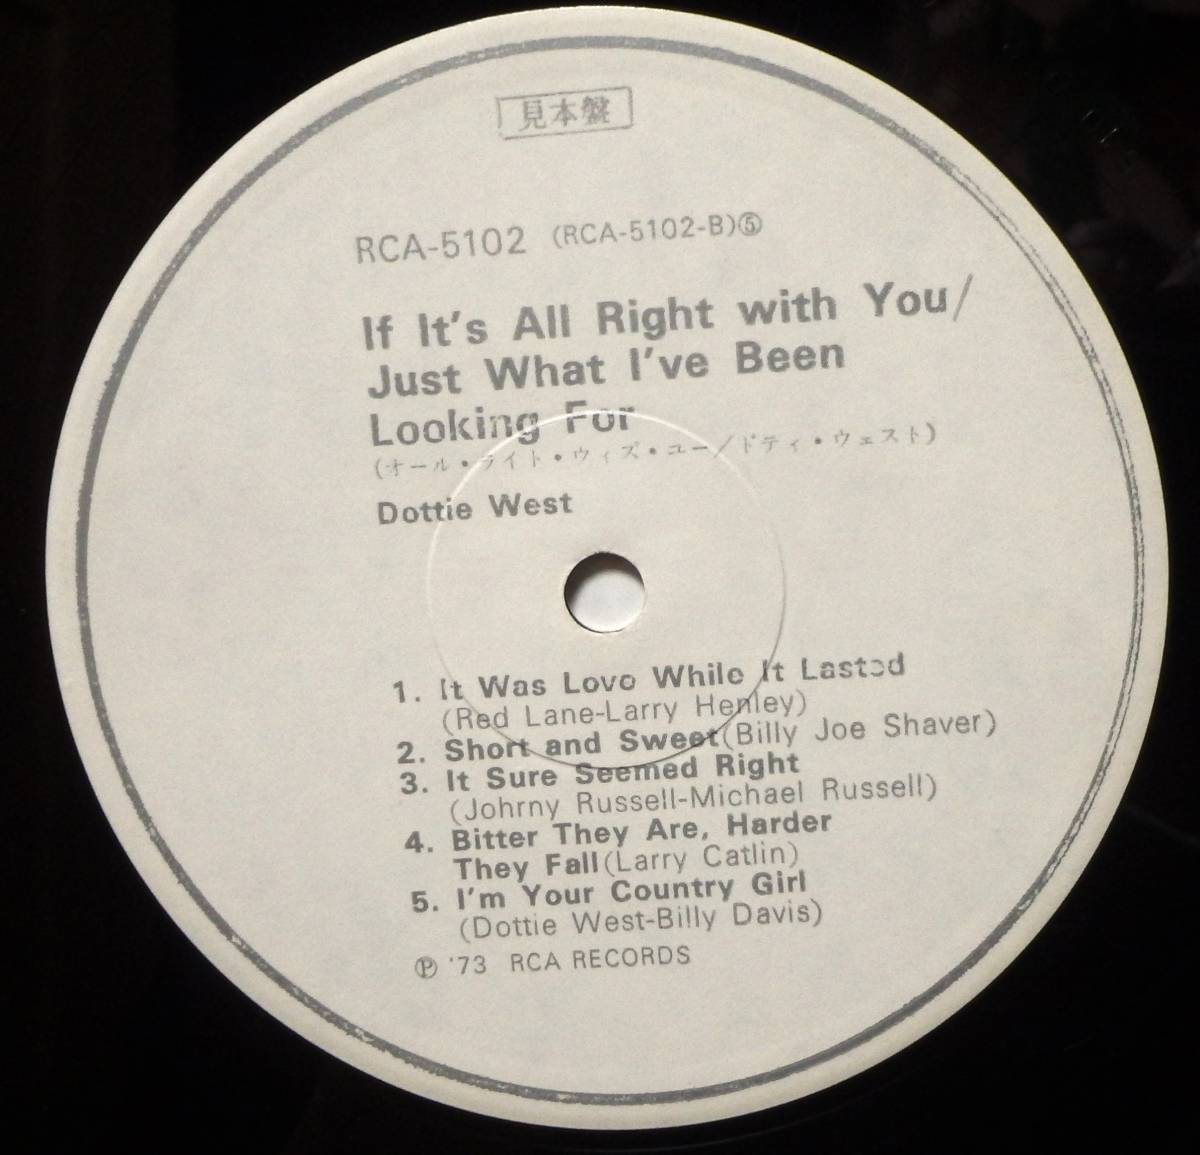 見本盤
RCA-5102 (RCA-5102-B)⑤
If It's All Right with You/
Just What I've Been
Looking For
(オール・ライト・ウィズ・ユー/ドティ・ウェスト)
Dottie West
1. It Was Love While It Lasted
(Red Lane-Larry Henley)
2. Short and Sweet(Billy Joe Shaver)
3. It Sure Seemed Right
(Johrny Russell-Michael Russell)
4. Bitter They Are, Harder
They Fall(Larry Catlin)
5. I'm Your Country Girl
(Dottie West-Billy Davis)
Ⓟ '73 RCA RECORDS